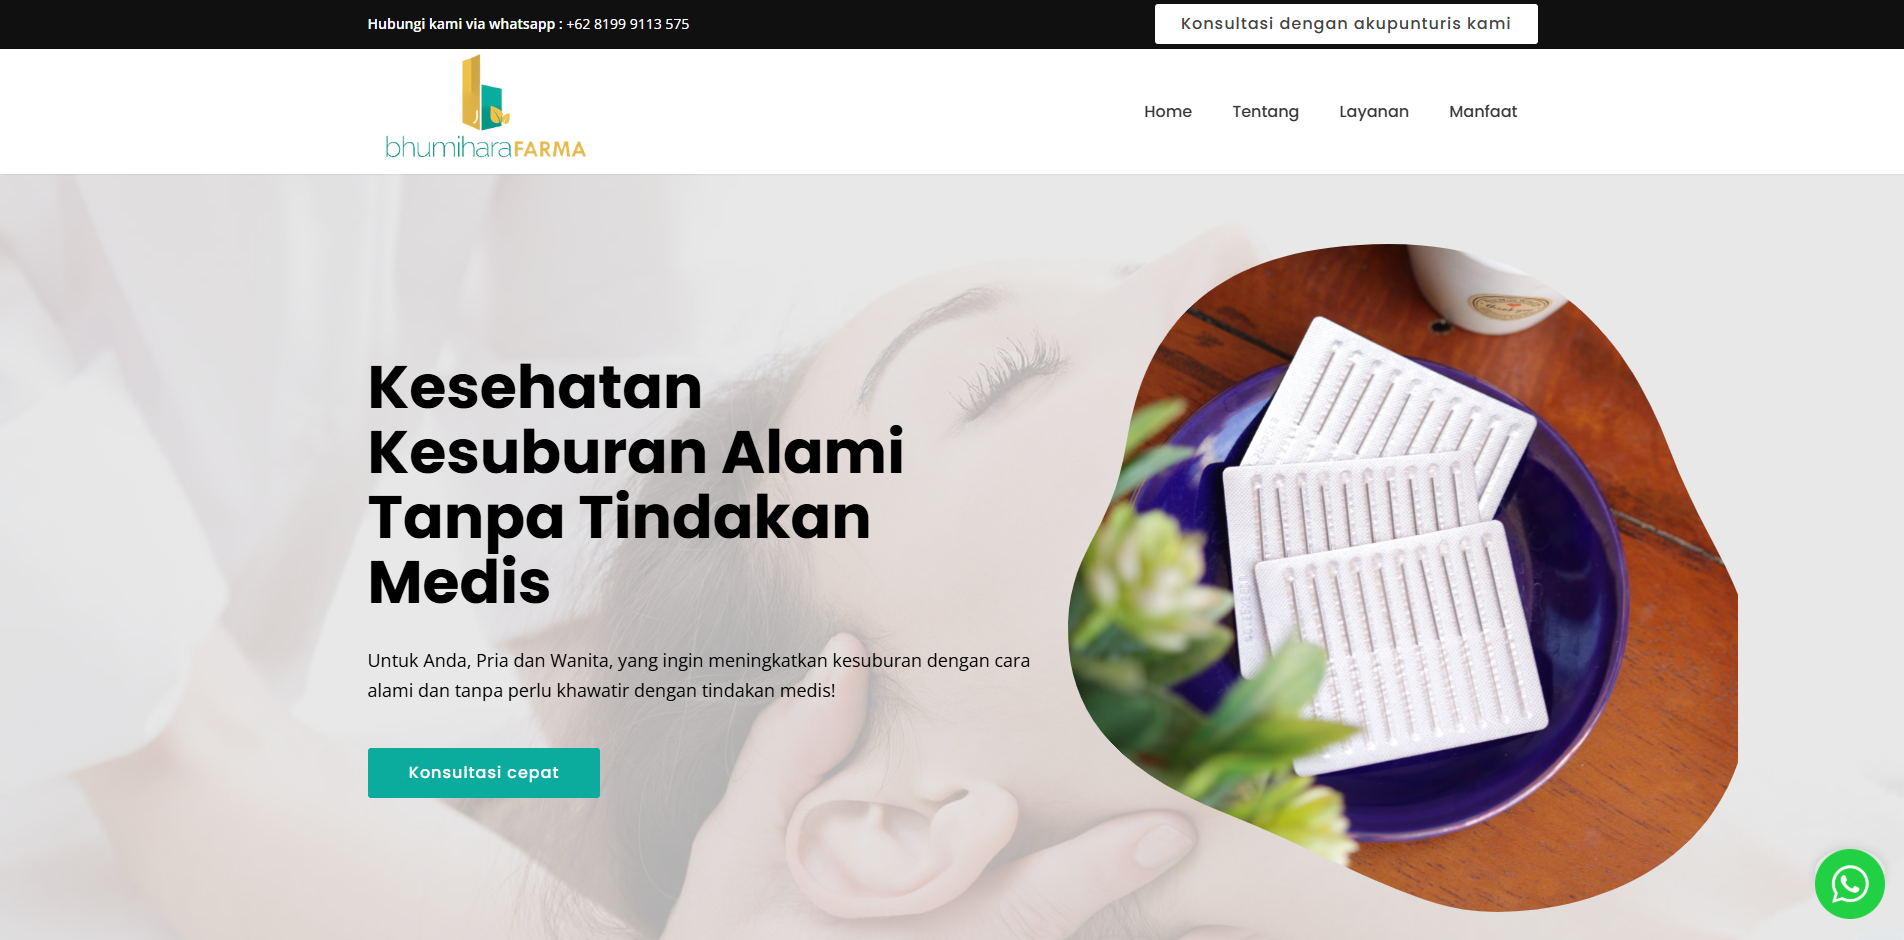 Hubungi kami via whatsapp : +62 8199 9113 575
Konsultasi dengan akupunturis kami
bhumiharaFARMA
Home
Tentang
Layanan
Manfaat
Kesehatan
Kesuburan Alami
Tanpa Tindakan
Medis
Untuk Anda, Pria dan Wanita, yang ingin meningkatkan kesuburan dengan cara
alami dan tanpa perlu khawatir dengan tindakan medis!
Konsultasi cepat